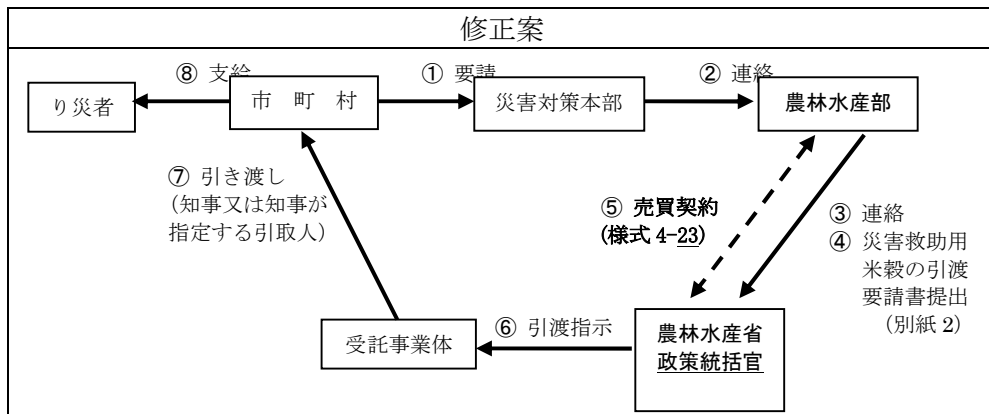 修正案
⑧ 支給
① 要請
② 連絡
り災者
市 町 村
災害対策本部
農林水産部
⑦ 引き渡し
(知事又は知事が
指定する引取人)
⑤ 売買契約
(様式 4-23)
③ 連絡
④ 災害救助用
米穀の引渡
要請書提出
(別紙 2)
受託事業体
⑥ 引渡指示
農林水産省
政策統括官